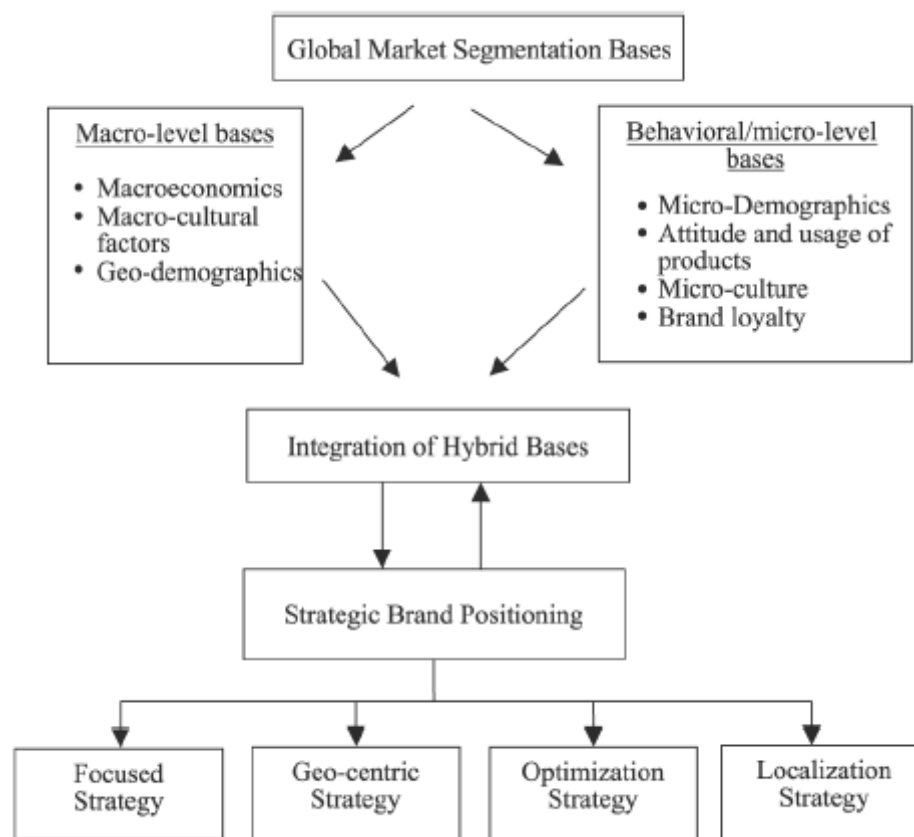 Global Market Segmentation Bases
Macro-level bases
• Macroeconomics
• Macro-cultural
factors
• Geo-demographics
Behavioral/micro-level
bases
• Micro-Demographics
• Attitude and usage of
products
• Micro-culture
• Brand loyalty
Integration of Hybrid Bases
Strategic Brand Positioning
Focused
Strategy
Geo-centric
Strategy
Optimization
Strategy
Localization
Strategy